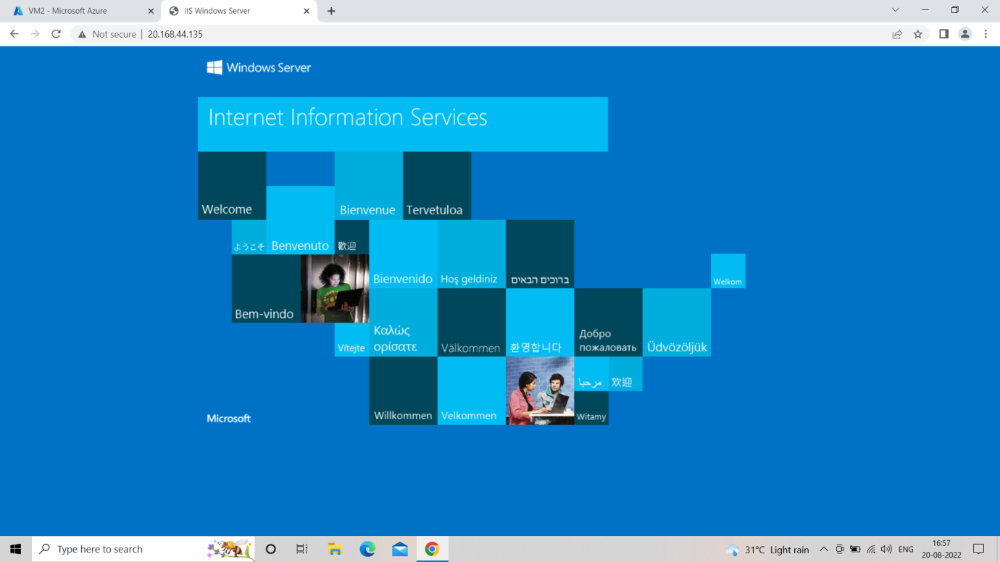 VM2 - Microsoft Azure
IIS Windows Server
Not secure
20.168.44.135
Windows Server
Internet Information Services
Welcome
Bienvenue
Tervetuloa
ようこそ
Benvenuto
歡迎
Bienvenido
Hoş geldiniz
ברוכים הבאים
Welkom
Bem-vindo
Vítejte
Καλώς
ορίσατε
Välkommen
환영합니다
Добро
пожаловать
Üdvözöljük
مرحبا
欢迎
Microsoft
Willkommen
Velkommen
Witamy
Type here to search
31°C Light rain
ENG
16:57
20-08-2022